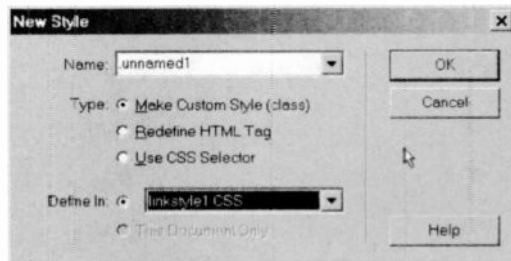 New Style
Name: .unnamed1
OK
Type: Make Custom Style (class)
Cancel
Redefine HTML Tag
Use CSS Selector
Define In: linkstyle1 CSS
This Document Only
Help